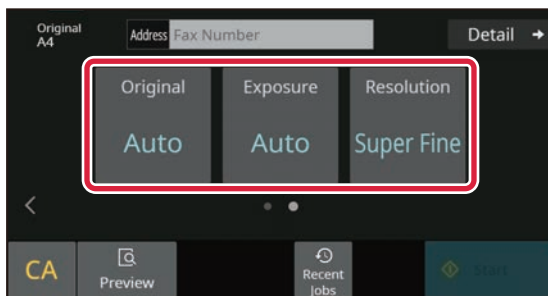 Original
A4
Address Fax Number
Detail
Original
Exposure
Resolution
Auto
Auto
Super Fine
CA
Preview
Recent
Jobs
Start